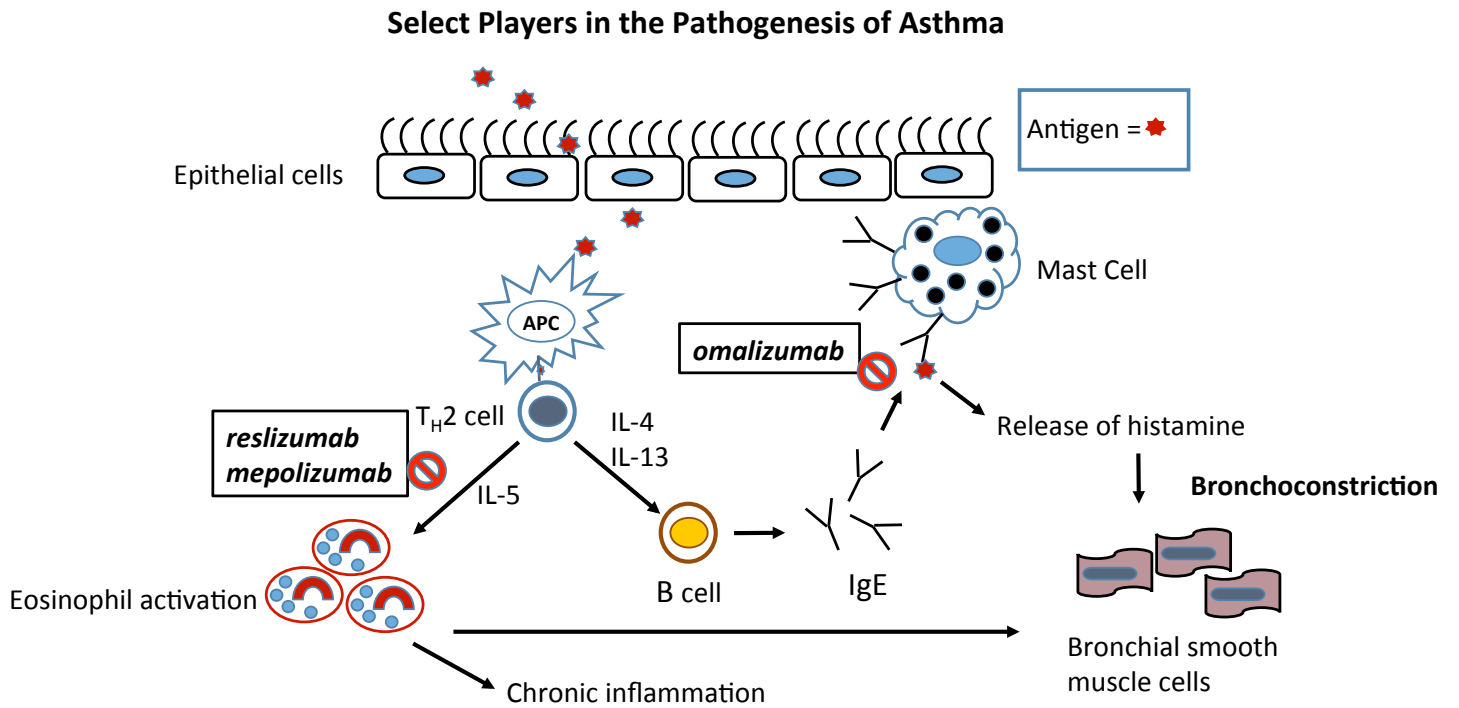 Select Players in the Pathogenesis of Asthma
Antigen =
Epithelial cells
Mast Cell
APC
omalizumab
TH2 cell
IL-4
IL-13
reslizumab
mepolizumab
IL-5
Release of histamine
Bronchoconstriction
B cell
IgE
Eosinophil activation
Bronchial smooth
muscle cells
Chronic inflammation